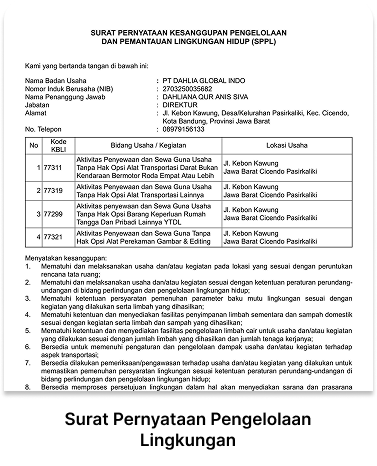 SURAT PERNYATAAN KESANGGUPAN PENGELOLAAN
DAN PEMANTAUAN LINGKUNGAN HIDUP (SPPL)
Kami yang bertanda tangan di bawah ini:
Nama Badan Usaha : PT DAHLIA GLOBAL INDO
Nomor Induk Berusaha (NIB) : 2703250035682
Nama Penanggung Jawab : DAHLIANA QUR ANIS SIVA
Jabatan : DIREKTUR
Alamat : Jl. Kebon Kawung, Desa/Kelurahan Pasirkaliki, Kec. Cicendo,
Kota Bandung, Provinsi Jawa Barat
No. Telepon : 08979156133
No Kode KBLI Bidang Usaha / Kegiatan Lokasi Usaha
1 77311 Aktivitas Penyewaan dan Sewa Guna Usaha Tanpa Hak Opsi Alat Transportasi Darat Bukan Kendaraan Bermotor Roda Empat Atau Lebih Jl. Kebon Kawung Jawa Barat Cicendo Pasirkaliki
2 77319 Aktivitas Penyewaan dan Sewa Guna Usaha Tanpa Hak Opsi Alat Transportasi Lainnya Jl. Kebon Kawung Jawa Barat Cicendo Pasirkaliki
3 77299 Aktivitas penyewaan dan Sewa Guna Usaha Tanpa Hak Opsi Barang Keperluan Rumah Tangga Dan Pribadi Lainnya YTDL Jl. Kebon Kawung Jawa Barat Cicendo Pasirkaliki
4 77321 Aktivitas Penyewaan dan Sewa Guna Tanpa Hak Opsi Alat Perekaman Gambar & Editing Jl. Kebon Kawung Jawa Barat Cicendo Pasirkaliki
Menyatakan kesanggupan:
1. Mematuhi dan melaksanakan usaha dan/atau kegiatan pada lokasi yang sesuai dengan peruntukan
rencana tata ruang;
2. Mematuhi dan melaksanakan usaha dan/atau kegiatan sesuai dengan ketentuan peraturan perundang-
undangan di bidang perlindungan dan pengelolaan lingkungan hidup;
3. Mematuhi ketentuan persyaratan pemenuhan parameter baku mutu lingkungan sesuai dengan
kegiatan yang dilakukan serta limbah yang dihasilkan;
4. Mematuhi ketentuan dan menyediakan fasilitas penyimpanan limbah sementara dan sampah domestik
sesuai dengan kegiatan serta limbah dan sampah yang dihasilkan;
5. Mematuhi ketentuan dan menyediakan fasilitas pengelolaan limbah cair untuk usaha dan/atau kegiatan
yang dilakukan sesuai dengan jumlah limbah yang dihasilkan dan jumlah tenaga kerjanya;
6. Bersedia untuk memenuhi pengaturan dan pengelolaan dampak usaha dan/atau kegiatan terhadap
aspek transportasi;
7. Bersedia dilakukan pemeriksaan/pengawasan terhadap usaha dan/atau kegiatan yang dilakukan untuk
memastikan pemenuhan persyaratan lingkungan sesuai ketentuan peraturan perundang-undangan di
bidang perlindungan dan pengelolaan lingkungan hidup;
8. Bersedia memproses persetujuan lingkungan dalam hal akan menyediakan sarana dan prasarana
Surat Pernyataan Pengelolaan
Lingkungan